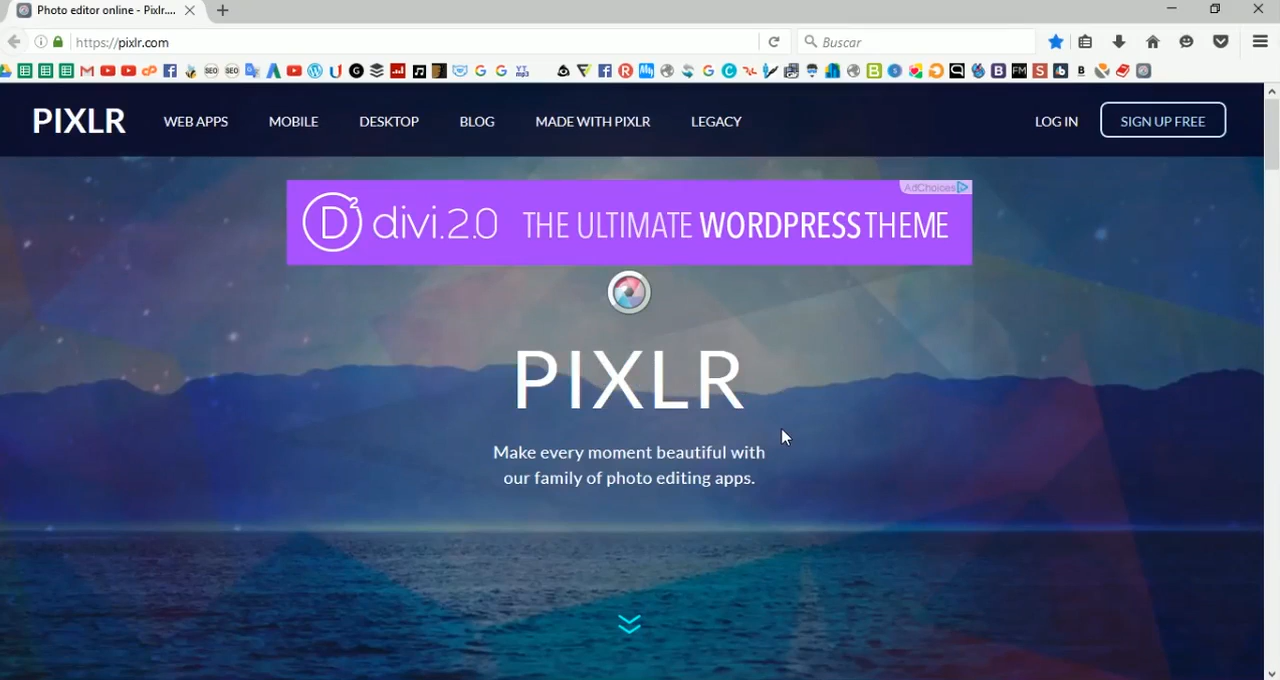 Photo editor online - Pixlr....
https://pixlr.com
Buscar
PIXLR
WEB APPS
MOBILE
DESKTOP
BLOG
MADE WITH PIXLR
LEGACY
LOG IN
SIGN UP FREE
AdChoices
D2 divi.2.0 THE ULTIMATE WORDPRESS THEME
PIXLR
Make every moment beautiful with
our family of photo editing apps.